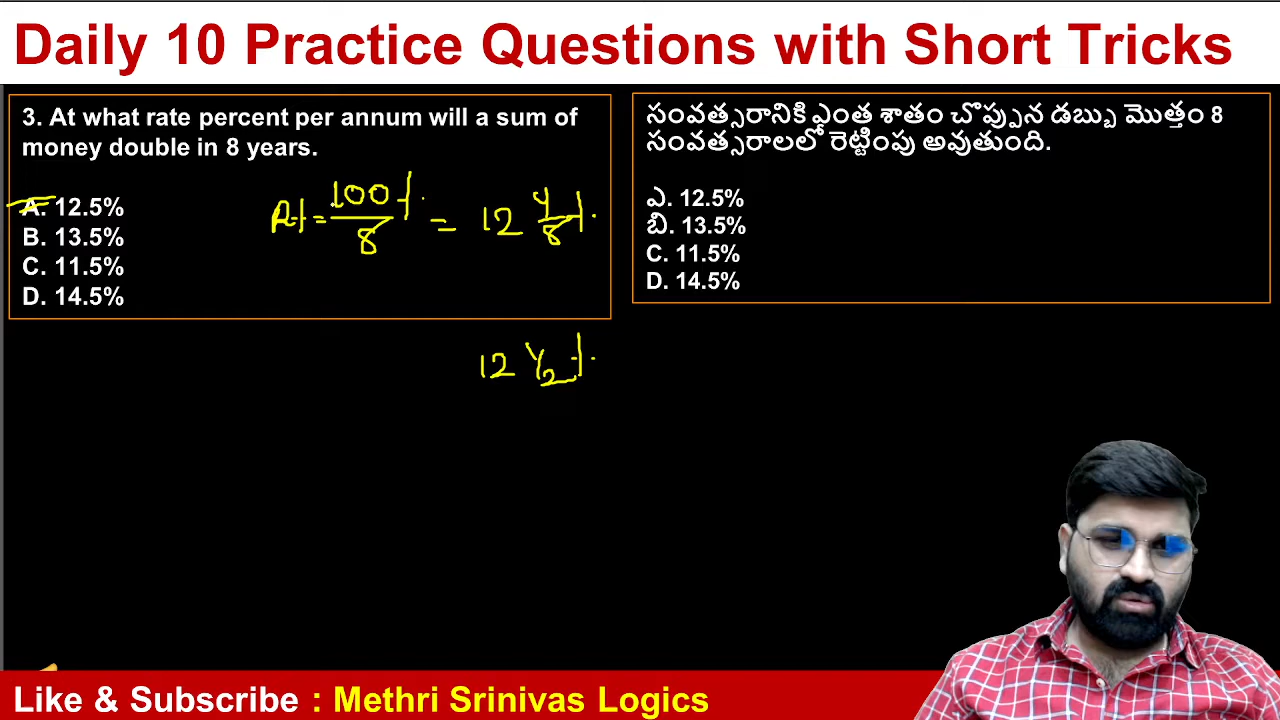 Daily 10 Practice Questions with Short Tricks
3. At what rate percent per annum will a sum of
money double in 8 years.
A. 12.5%
B. 13.5%
C. 11.5%
D. 14.5%
R% = 100%/8 = 12 4/8%
12 1/2%
సంవత్సరానికి ఎంత శాతం చొప్పున డబ్బు మొత్తం 8
సంవత్సరాలలో రెట్టింపు అవుతుంది.
ఎ. 12.5%
బి. 13.5%
C. 11.5%
D. 14.5%
Like & Subscribe : Methri Srinivas Logics